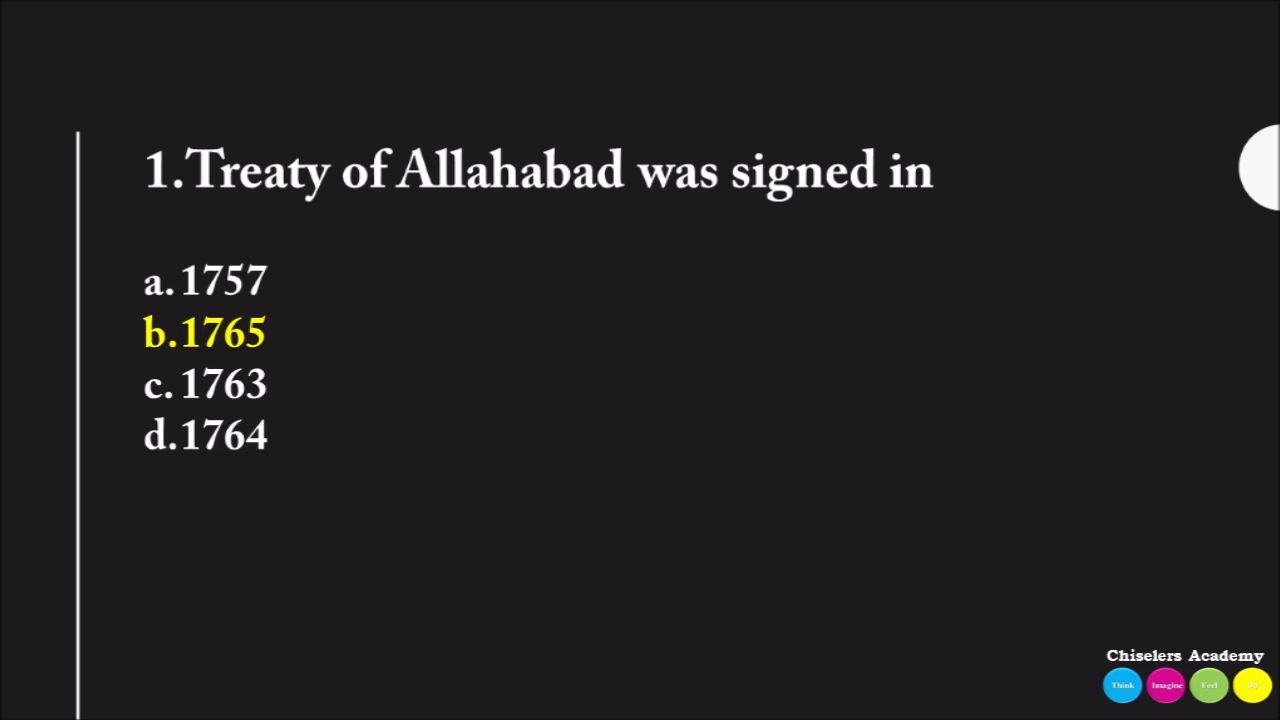 1.Treaty of Allahabad was signed in
a. 1757
b.1765
c. 1763
d.1764
Chiselers Academy
Think Imagine Feel